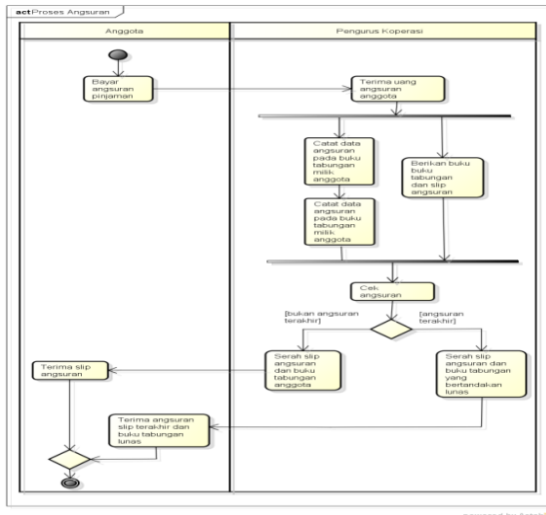 act Proses Angsuran
Anggota
Pengurus Koperasi
Bayar
angsuran
pinjaman
Terima uang
angsuran
anggota
Catat data
angsuran
pada buku
tabungan
milik
anggota
Berikan buku
buku
tabungan
dan slip
angsuran
Catat data
angsuran
pada buku
tabungan
milik
anggota
Cek
angsuran
[bukan angsuran
terakhir]
[angsuran
terakhir]
Terima slip
angsuran
Serah slip
angsuran
dan buku
tabungan
anggota
Serah slip
angsuran dan
buku tabungan
yang
bertandakan
lunas
Terima angsuran
slip terakhir dan
buku tabungan
lunas
powered by Astah